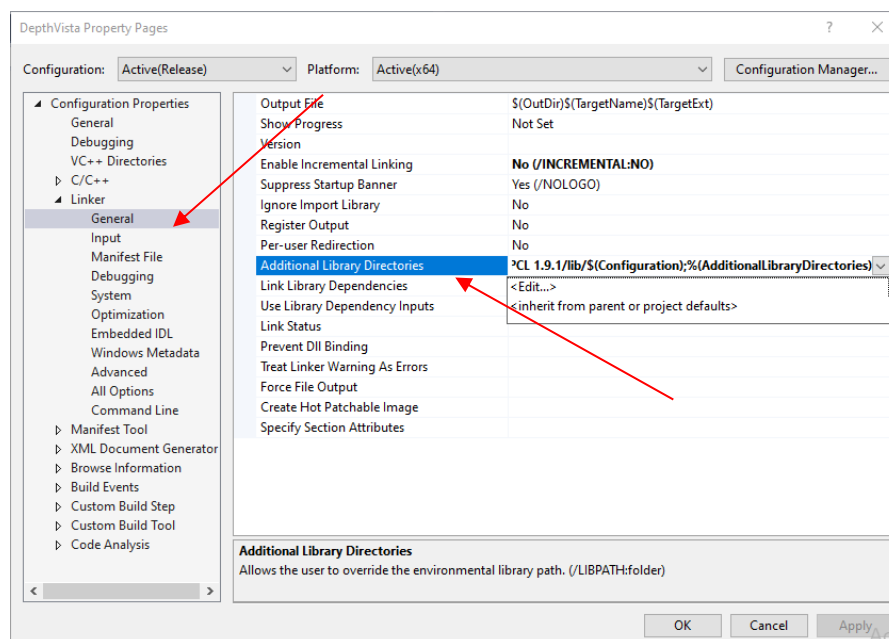 DepthVista Property Pages
Configuration: Active(Release) Platform: Active(x64) Configuration Manager...
Configuration Properties
General
Debugging
VC++ Directories
C/C++
Linker
General
Input
Manifest File
Debugging
System
Optimization
Embedded IDL
Windows Metadata
Advanced
All Options
Command Line
Manifest Tool
XML Document Generator
Browse Information
Build Events
Custom Build Step
Custom Build Tool
Code Analysis
Output File $(OutDir)$(TargetName)$(TargetExt)
Show Progress Not Set
Version
Enable Incremental Linking No (/INCREMENTAL:NO)
Suppress Startup Banner Yes (/NOLOGO)
Ignore Import Library No
Register Output No
Per-user Redirection No
Additional Library Directories PCL 1.9.1/lib/$(Configuration);%(AdditionalLibraryDirectories)
Link Library Dependencies <Edit...>
Use Library Dependency Inputs <inherit from parent or project defaults>
Link Status
Prevent Dll Binding
Treat Linker Warning As Errors
Force File Output
Create Hot Patchable Image
Specify Section Attributes
Additional Library Directories
Allows the user to override the environmental library path. (/LIBPATH:folder)
OK Cancel Apply